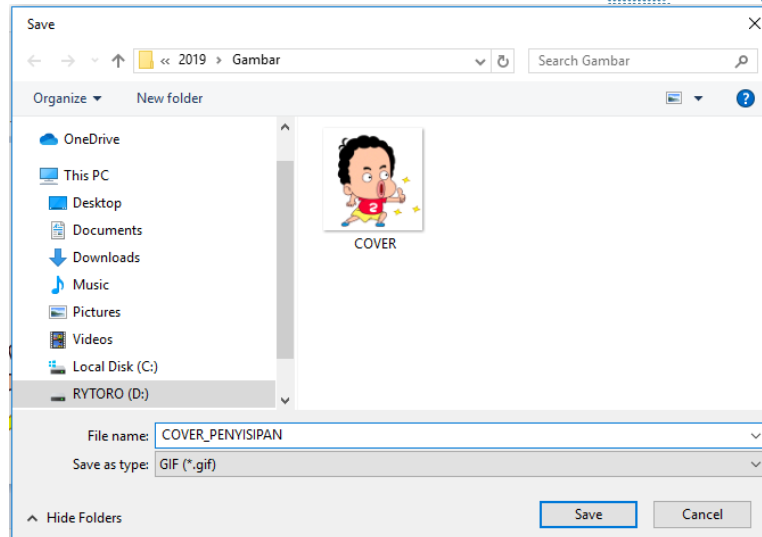 Save
« 2019 › Gambar
Search Gambar
Organize
New folder
OneDrive
This PC
Desktop
Documents
Downloads
Music
Pictures
Videos
Local Disk (C:)
RYTORO (D:)
2
COVER
File name: COVER_PENYISIPAN
Save as type: GIF (*.gif)
Hide Folders
Save
Cancel